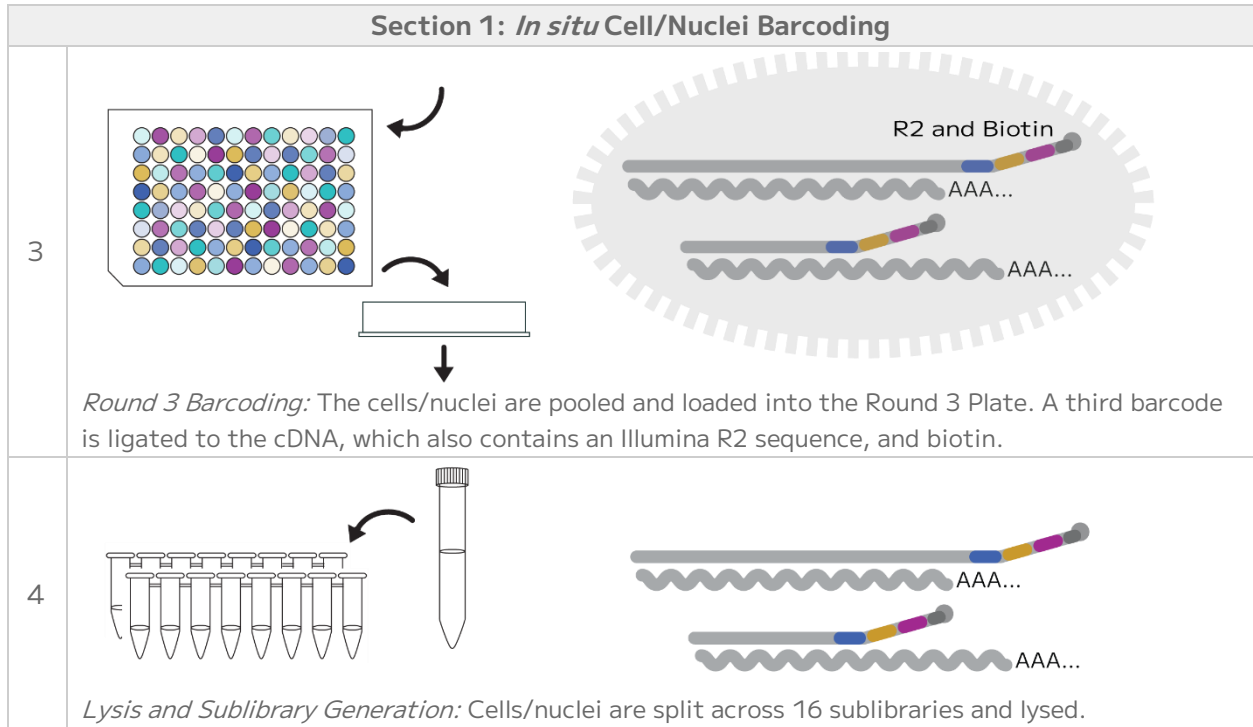 Section 1: In situ Cell/Nuclei Barcoding
3
R2 and Biotin
AAA...
AAA...
Round 3 Barcoding: The cells/nuclei are pooled and loaded into the Round 3 Plate. A third barcode
is ligated to the cDNA, which also contains an Illumina R2 sequence, and biotin.
4
AAA...
AAA...
Lysis and Sublibrary Generation: Cells/nuclei are split across 16 sublibraries and lysed.